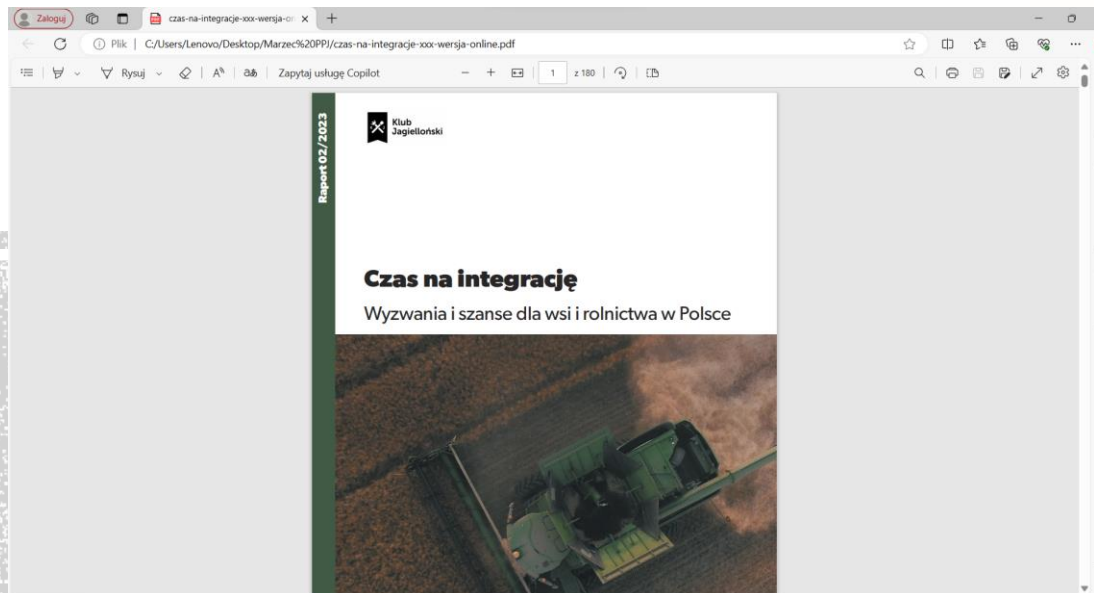 Zaloguj
czas-na-integracje-xxx-wersja-on
Plik | C:/Users/Lenovo/Desktop/Marzec%20PPJ/czas-na-integracje-xxx-wersja-online.pdf
Rysuj
Zapytaj usługę Copilot
1 z 180
Raport 02/2023
Klub
Jagielloński
Czas na integrację
Wyzwania i szanse dla wsi i rolnictwa w Polsce